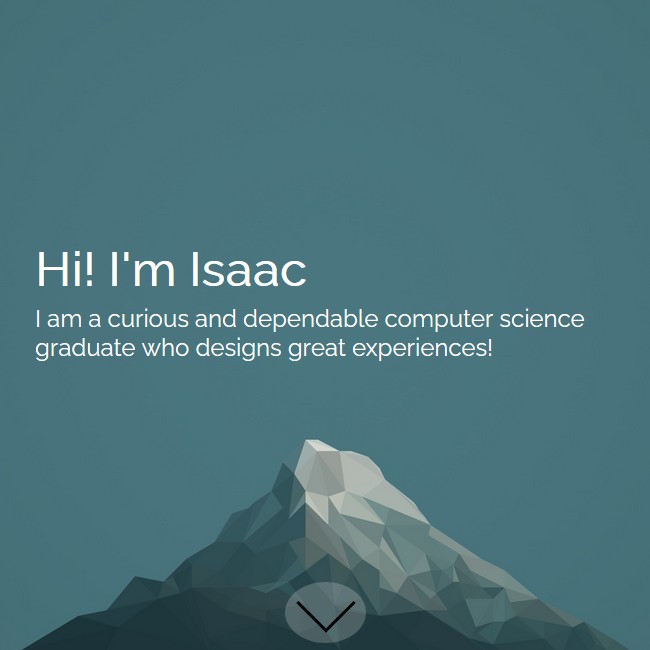 Hi! I'm Isaac
I am a curious and dependable computer science
graduate who designs great experiences!